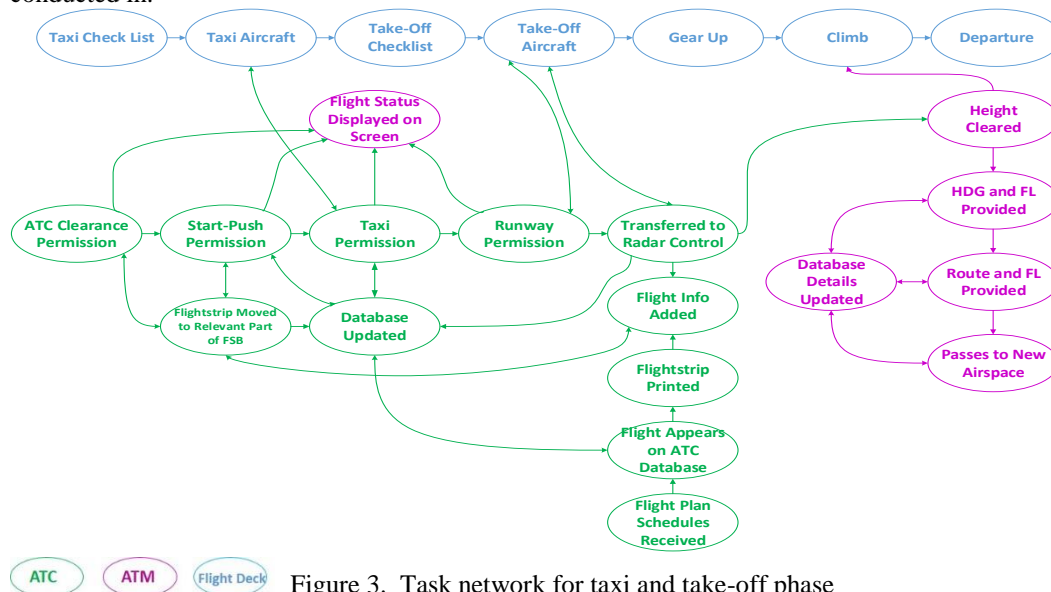 conducted in.
Taxi Check List
Taxi Aircraft
Take-Off
Checklist
Take-Off
Aircraft
Gear Up
Climb
Departure
Flight Status
Displayed on
Screen
Height
Cleared
HDG and FL
Provided
ATC Clearance
Permission
Start-Push
Permission
Taxi
Permission
Runway
Permission
Transferred to
Radar Control
Database
Details
Updated
Route and FL
Provided
Flightstrip Moved
to Relevant Part
of FSB
Database
Updated
Flight Info
Added
Passes to New
Airspace
Flightstrip
Printed
Flight Appears
on ATC
Database
Flight Plan
Schedules
Received
ATC
ATM
Flight Deck
Figure 3. Task network for taxi and take-off phase